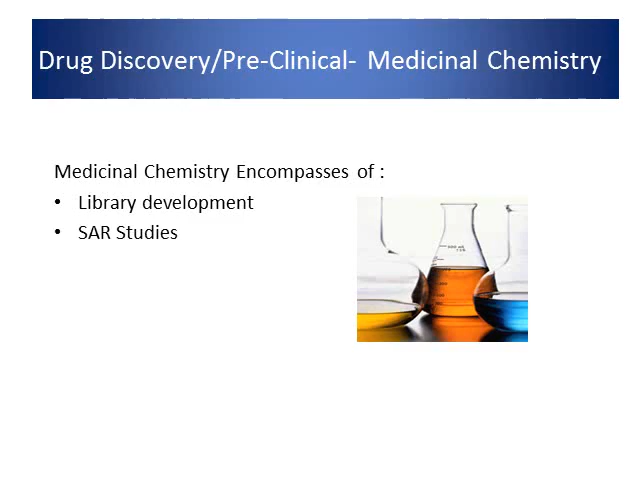 Drug Discovery/Pre-Clinical- Medicinal Chemistry
Medicinal Chemistry Encompasses of :
• Library development
• SAR Studies